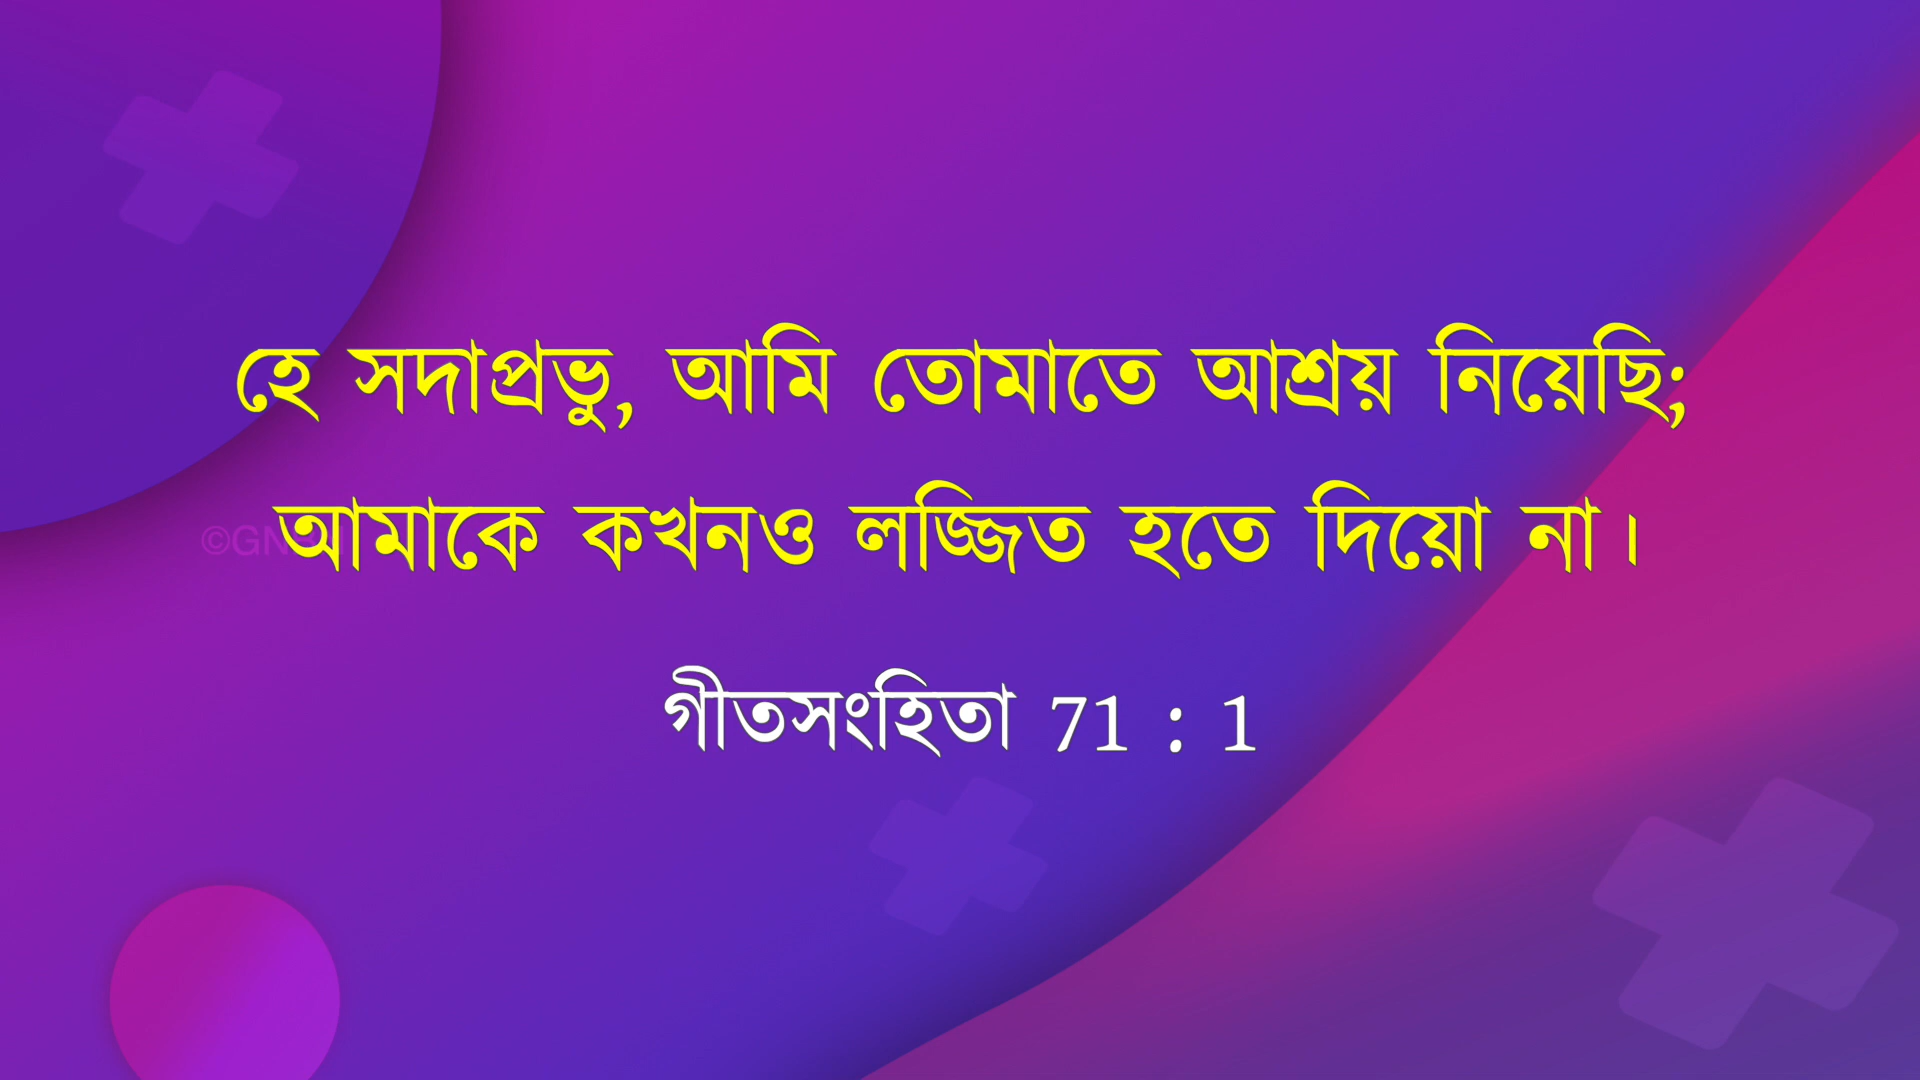 হে সদাপ্রভু, আমি তোমাতে আশ্রয় নিয়েছি;
আমাকে কখনও লজ্জিত হতে দিয়ো না।
গীতসংহিতা 71 : 1